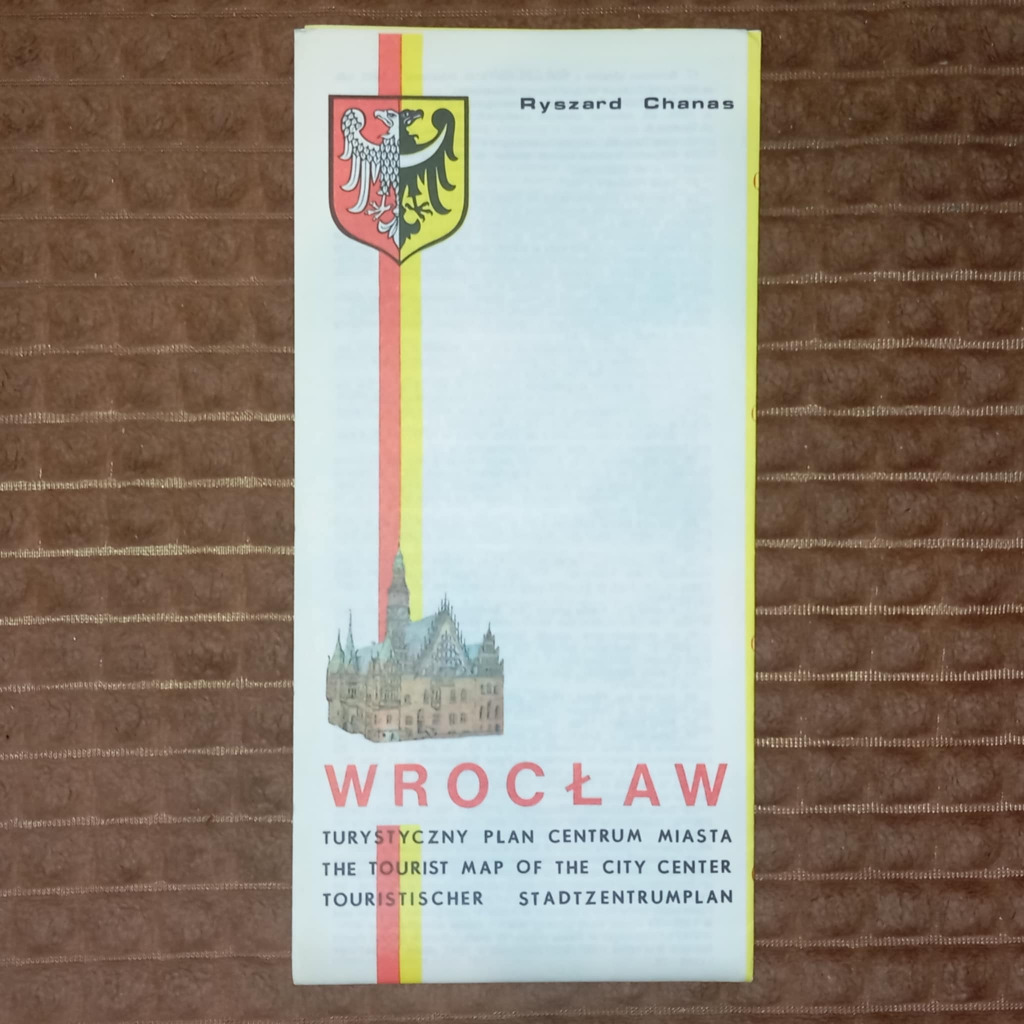 Ryszard Chanas
WROCŁAW
TURYSTYCZNY PLAN CENTRUM MIASTA
THE TOURIST MAP OF THE CITY CENTER
TOURISTISCHER STADTZENTRUMPLAN